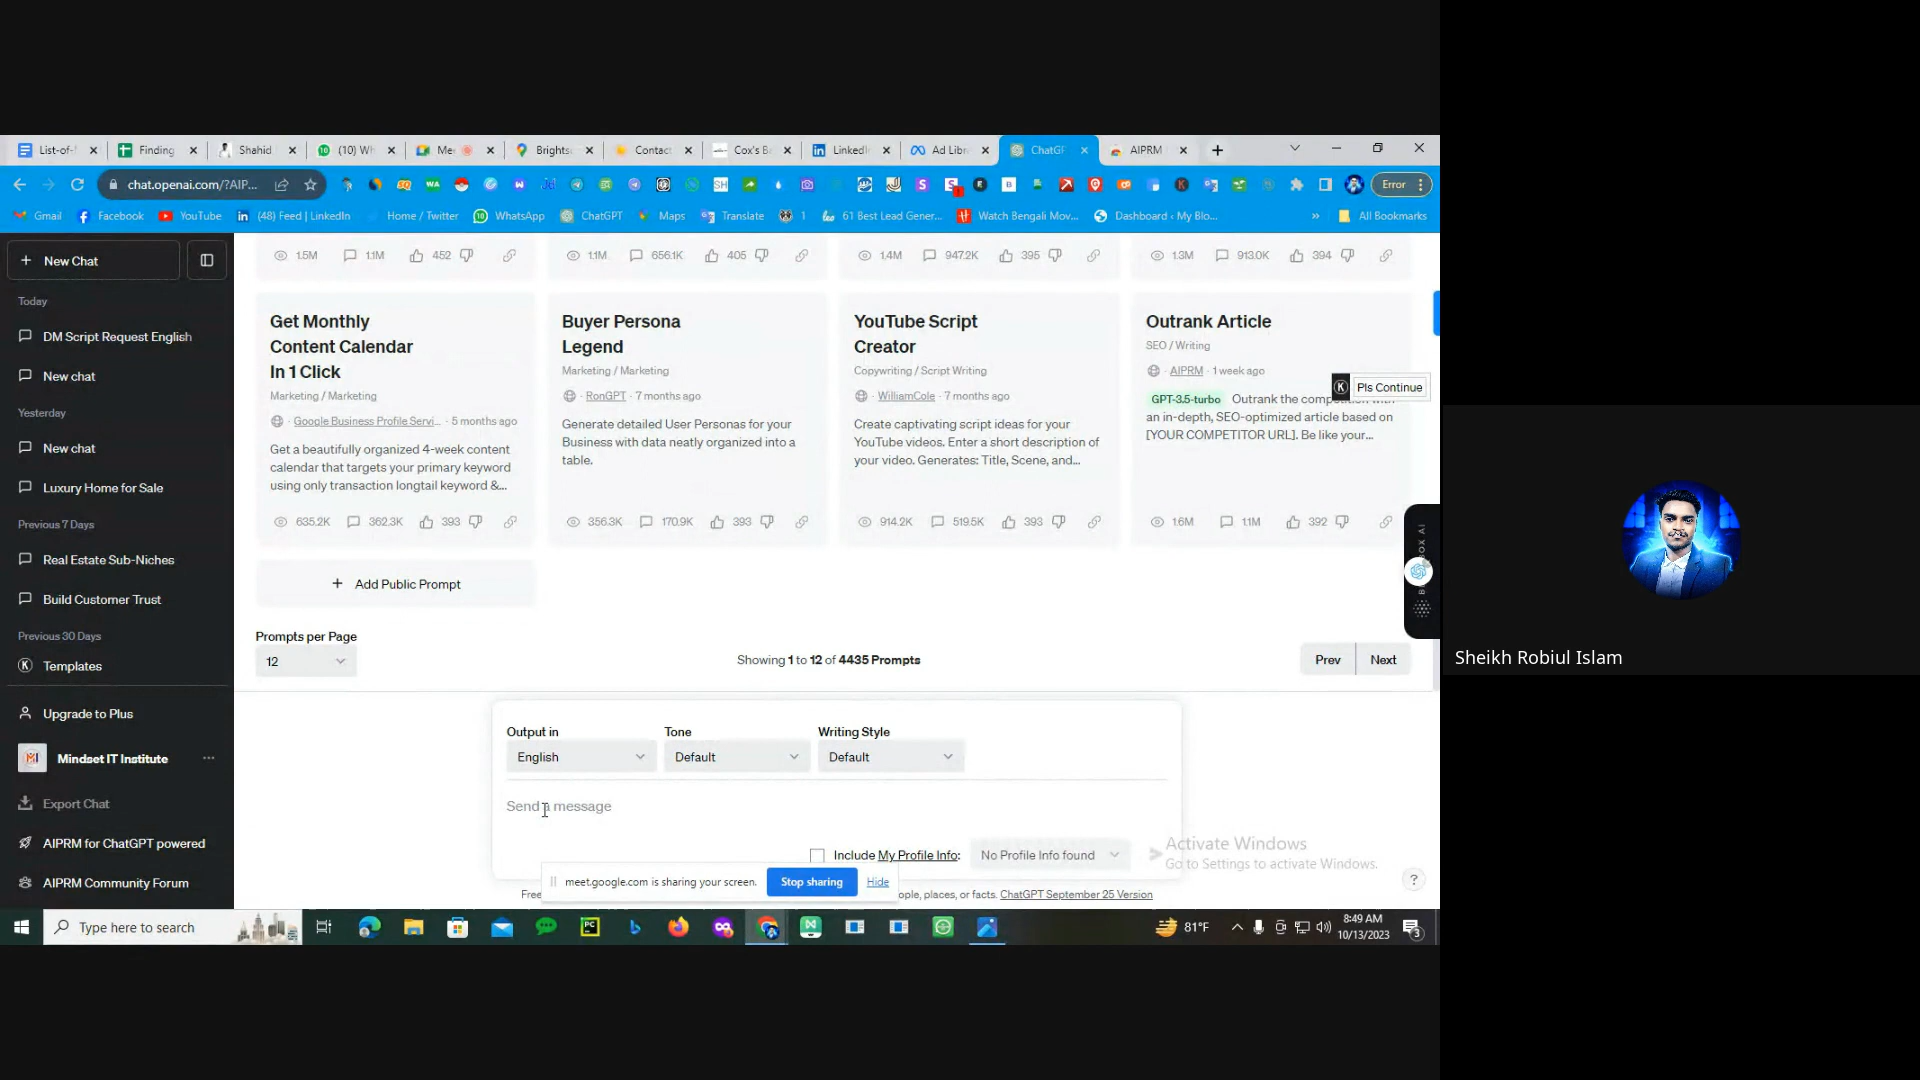 List-of-
Finding
Shahid
(10) Wh
Me
Brights
Contact
Cox's B
LinkedIn
Ad Libr
ChatGF
AIPRM
chat.openai.com/?AIP...
Error
Gmail
Facebook
YouTube
(48) Feed | LinkedIn
Home / Twitter
WhatsApp
ChatGPT
Maps
Translate
1
61 Best Lead Gener...
Watch Bengali Mov...
Dashboard ‹ My Blo...
»
All Bookmarks
+ New Chat
Today
DM Script Request English
New chat
Yesterday
New chat
Luxury Home for Sale
Previous 7 Days
Real Estate Sub-Niches
Build Customer Trust
Previous 30 Days
Templates
Upgrade to Plus
Mindset IT Institute
Export Chat
AIPRM for ChatGPT powered
AIPRM Community Forum
1.5M 1.1M 452
1.1M 656.1K 405
1.4M 947.2K 395
1.3M 913.0K 394
Get Monthly
Content Calendar
In 1 Click
Marketing / Marketing
· Google Business Profile Servi... · 5 months ago
Get a beautifully organized 4-week content
calendar that targets your primary keyword
using only transaction longtail keyword &...
635.2K 362.3K 393
Buyer Persona
Legend
Marketing / Marketing
· RonGPT · 7 months ago
Generate detailed User Personas for your
Business with data neatly organized into a
table.
356.3K 170.9K 393
YouTube Script
Creator
Copywriting / Script Writing
· WilliamCole · 7 months ago
Create captivating script ideas for your
YouTube videos. Enter a short description of
your video. Generates: Title, Scene, and...
914.2K 519.5K 393
Outrank Article
SEO / Writing
· AIPRM · 1 week ago
Pls Continue
GPT-3.5-turbo Outrank the competition with
an in-depth, SEO-optimized article based on
[YOUR COMPETITOR URL]. Be like your...
1.6M 1.1M 392
+ Add Public Prompt
Prompts per Page
12
Showing 1 to 12 of 4435 Prompts
Prev
Next
Output in
English
Tone
Default
Writing Style
Default
Send a message
Include My Profile Info:
No Profile Info found
Activate Windows
Go to Settings to activate Windows.
?
meet.google.com is sharing your screen.
Stop sharing
Hide
Free
ople, places, or facts. ChatGPT September 25 Version
Type here to search
81°F
8:49 AM
10/13/2023
3
Sheikh Robiul Islam